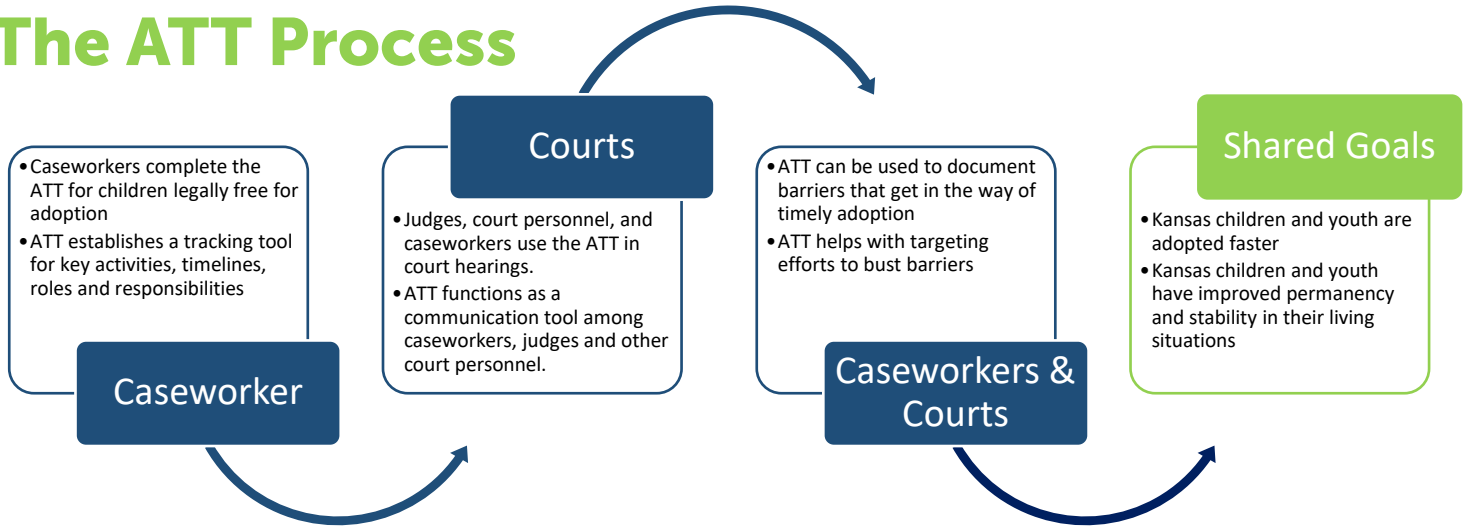 The ATT Process
•Caseworkers complete the
ATT for children legally free for
adoption
•ATT establishes a tracking tool
for key activities, timelines,
roles and responsibilities
Caseworker
Courts
•Judges, court personnel, and
caseworkers use the ATT in
court hearings.
•ATT functions as a
communication tool among
caseworkers, judges and other
court personnel.
•ATT can be used to document
barriers that get in the way of
timely adoption
•ATT helps with targeting
efforts to bust barriers
Caseworkers &
Courts
Shared Goals
•Kansas children and youth are
adopted faster
•Kansas children and youth
have improved permanency
and stability in their living
situations